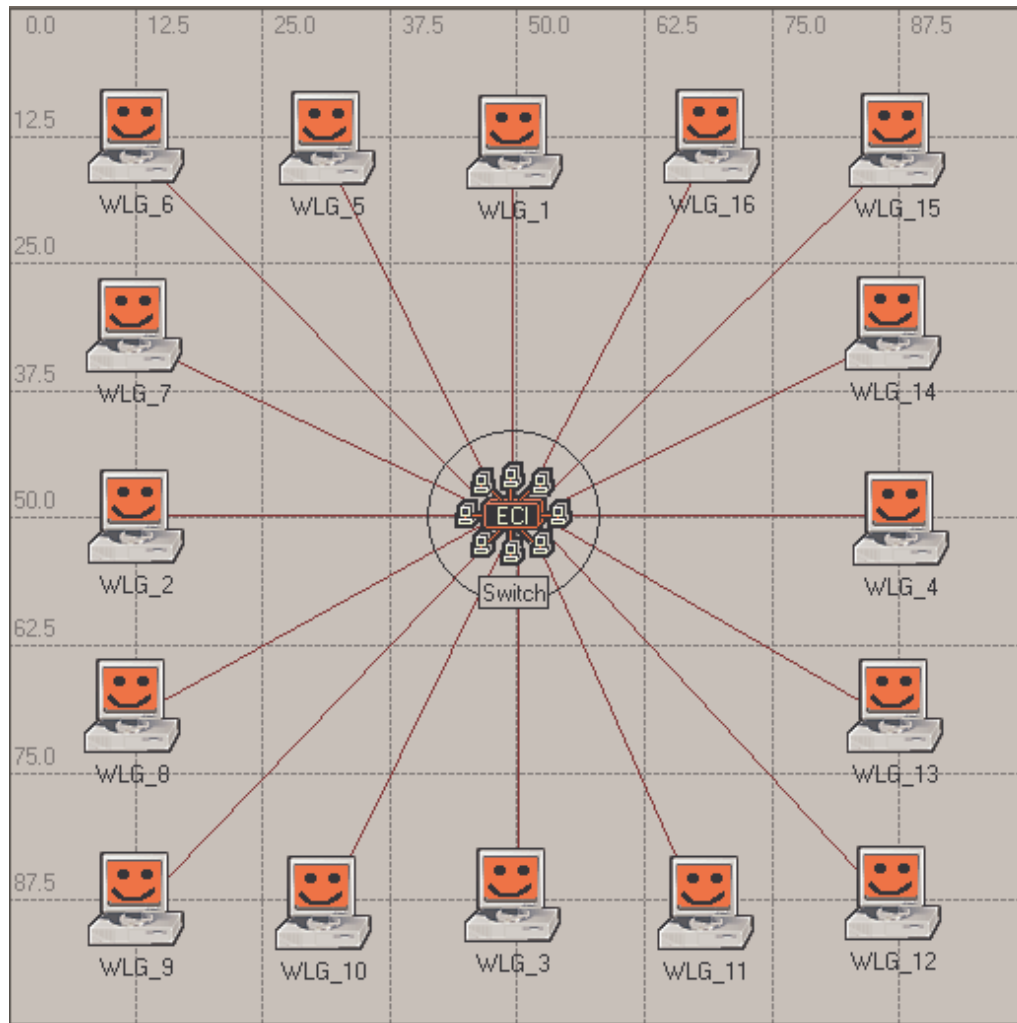 0.0 12.5 25.0 37.5 50.0 62.5 75.0 87.5
12.5
WLG_6 WLG_5 WLG_1 WLG_16 WLG_15
25.0
37.5
WLG_7 WLG_14
50.0
ECI
WLG_2 Switch WLG_4
62.5
75.0
WLG_8 WLG_13
87.5
WLG_9 WLG_10 WLG_3 WLG_11 WLG_12